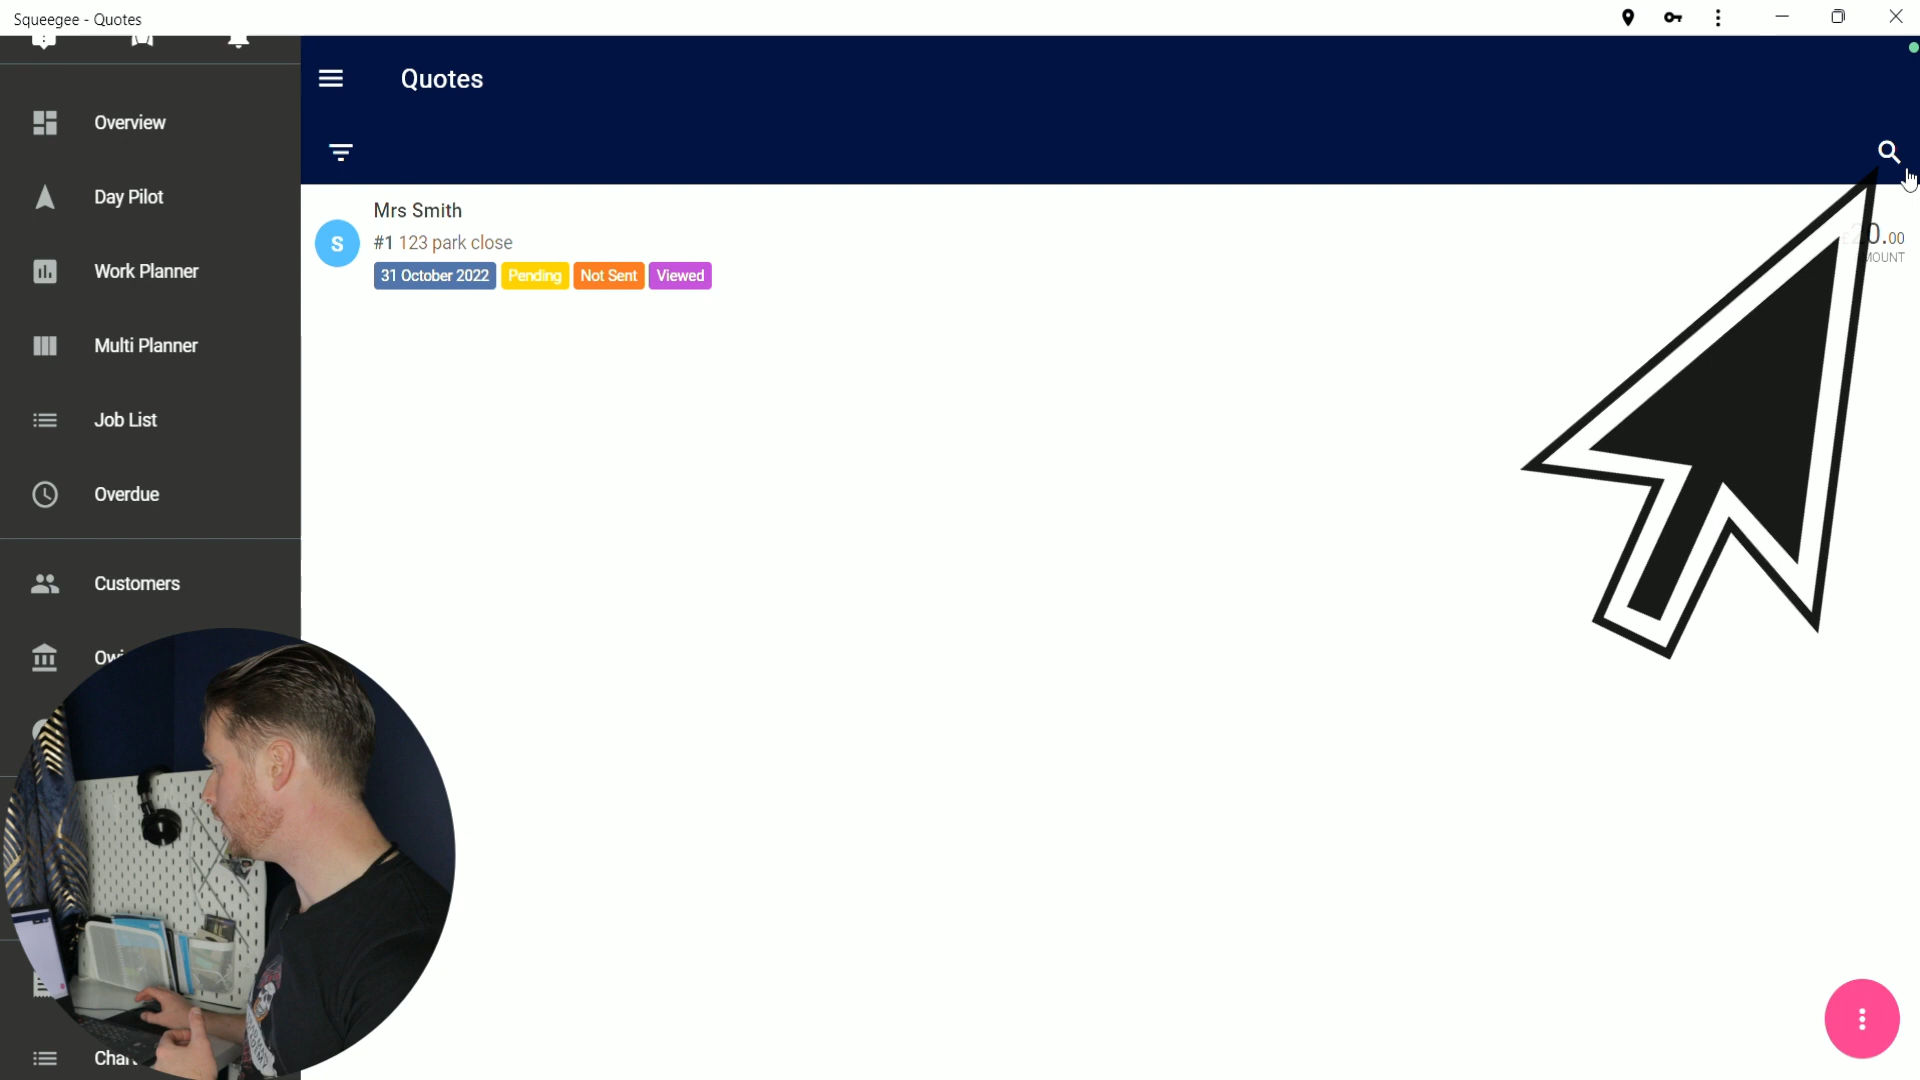 Squeegee - Quotes
Quotes
Overview
Day Pilot
Work Planner
Multi Planner
Job List
Overdue
Customers
Mrs Smith
S
#1 123 park close
31 October 2022 Pending Not Sent Viewed